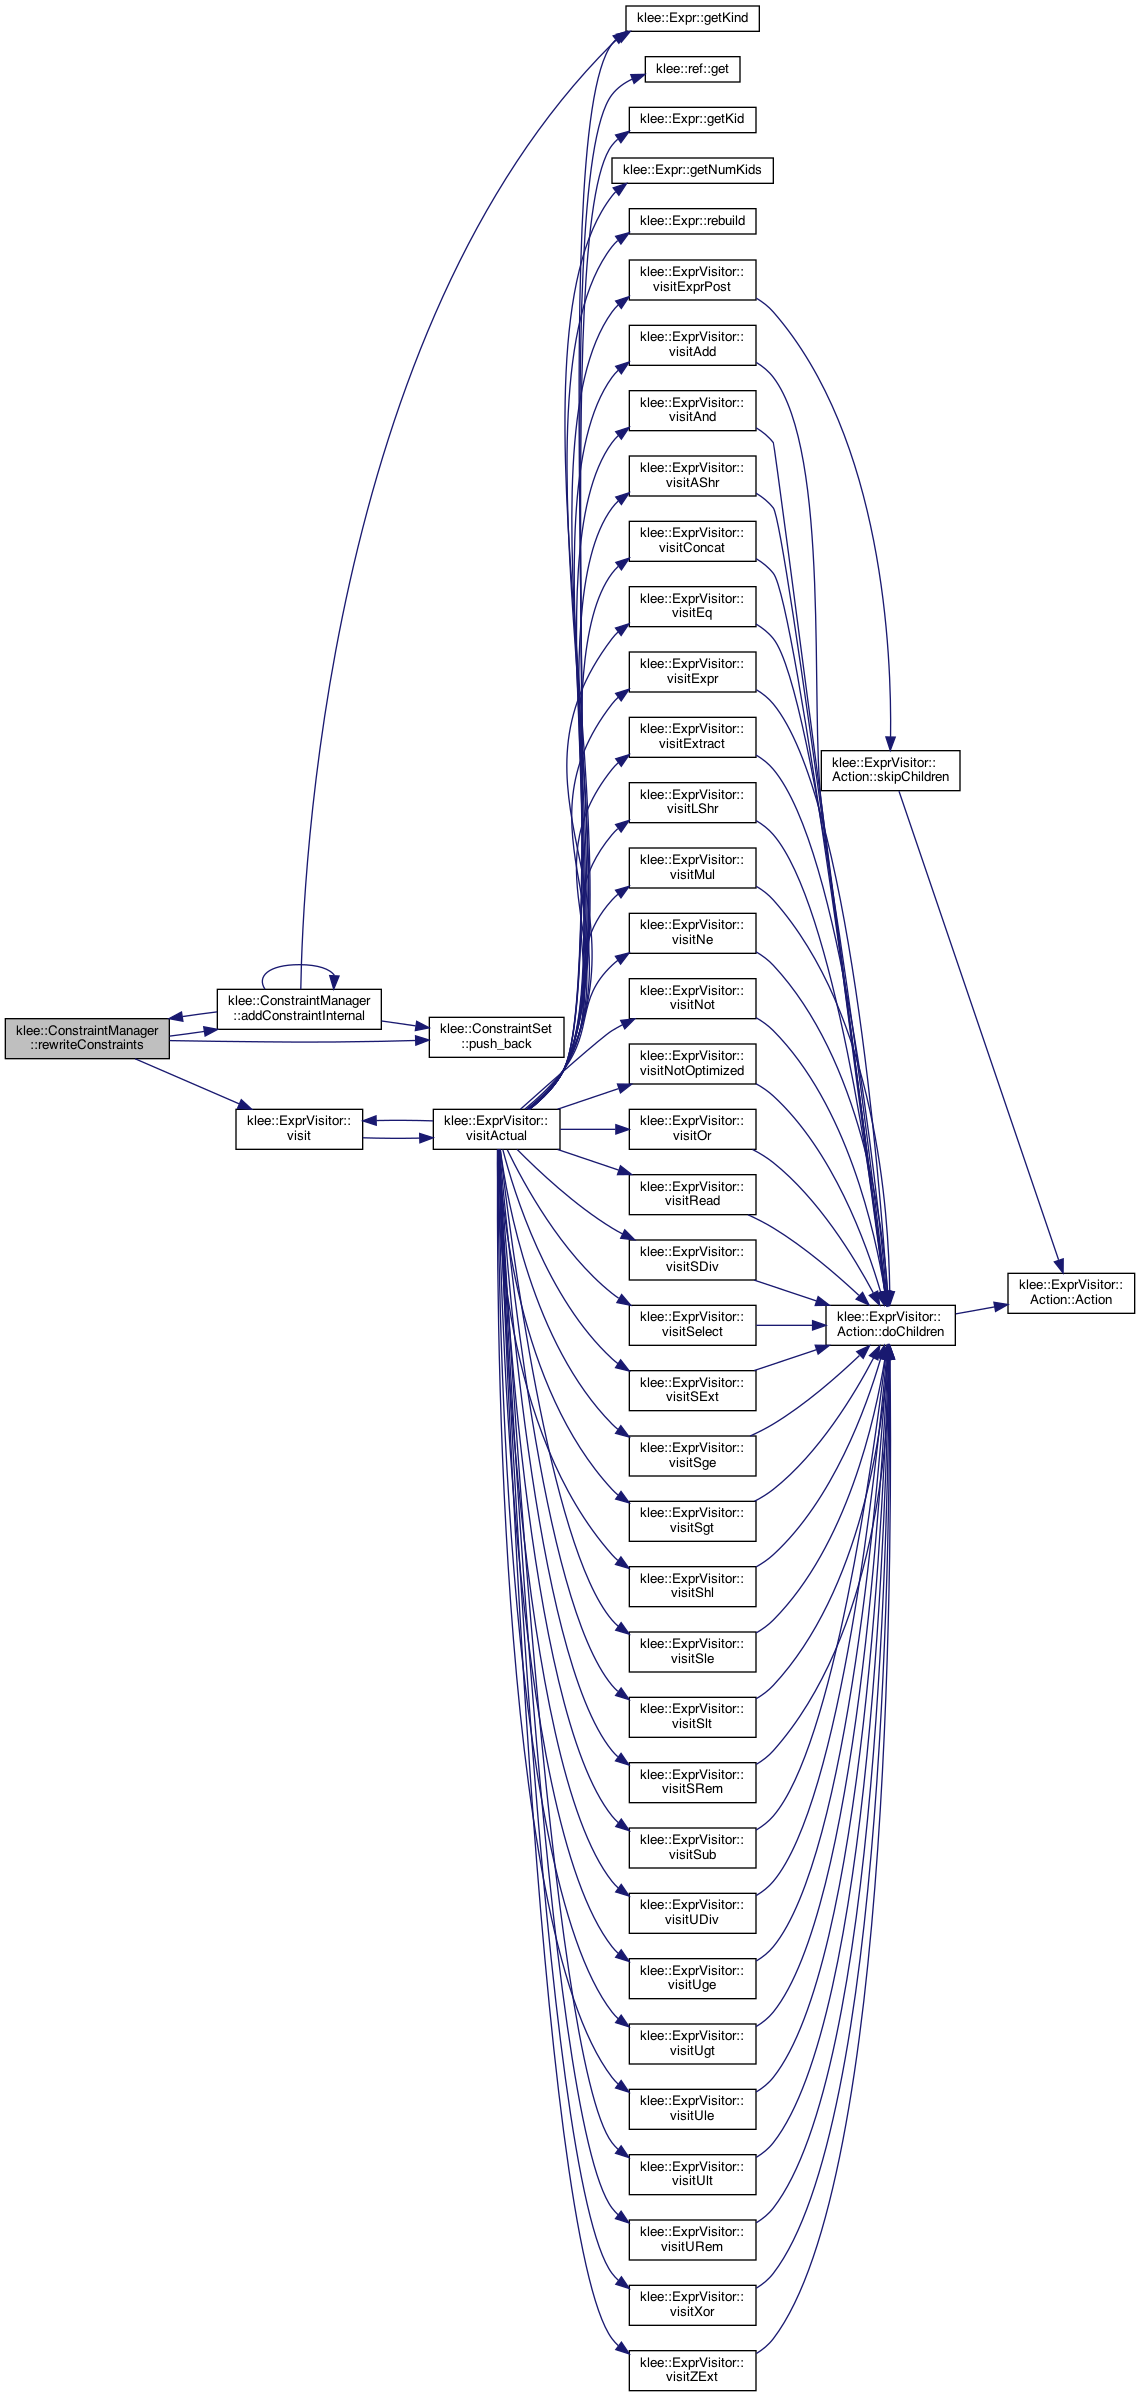 klee::Expr::getKind
klee::ref::get
klee::Expr::getKid
klee::Expr::getNumKids
klee::Expr::rebuild
klee::ExprVisitor::
visitExprPost
klee::ExprVisitor::
visitAdd
klee::ExprVisitor::
visitAnd
klee::ExprVisitor::
visitAShr
klee::ExprVisitor::
visitConcat
klee::ExprVisitor::
visitEq
klee::ExprVisitor::
visitExpr
klee::ExprVisitor::
visitExtract
klee::ExprVisitor::
Action::skipChildren
klee::ExprVisitor::
visitLShr
klee::ExprVisitor::
visitMul
klee::ExprVisitor::
visitNe
klee::ExprVisitor::
visitNot
klee::ConstraintManager
::addConstraintInternal
klee::ConstraintManager
::rewriteConstraints
klee::ConstraintSet
::push_back
klee::ExprVisitor::
visitNotOptimized
klee::ExprVisitor::
visit
klee::ExprVisitor::
visitActual
klee::ExprVisitor::
visitOr
klee::ExprVisitor::
visitRead
klee::ExprVisitor::
visitSDiv
klee::ExprVisitor::
Action::Action
klee::ExprVisitor::
visitSelect
klee::ExprVisitor::
Action::doChildren
klee::ExprVisitor::
visitSExt
klee::ExprVisitor::
visitSge
klee::ExprVisitor::
visitSgt
klee::ExprVisitor::
visitShl
klee::ExprVisitor::
visitSle
klee::ExprVisitor::
visitSlt
klee::ExprVisitor::
visitSRem
klee::ExprVisitor::
visitSub
klee::ExprVisitor::
visitUDiv
klee::ExprVisitor::
visitUge
klee::ExprVisitor::
visitUgt
klee::ExprVisitor::
visitUle
klee::ExprVisitor::
visitUlt
klee::ExprVisitor::
visitURem
klee::ExprVisitor::
visitXor
klee::ExprVisitor::
visitZExt